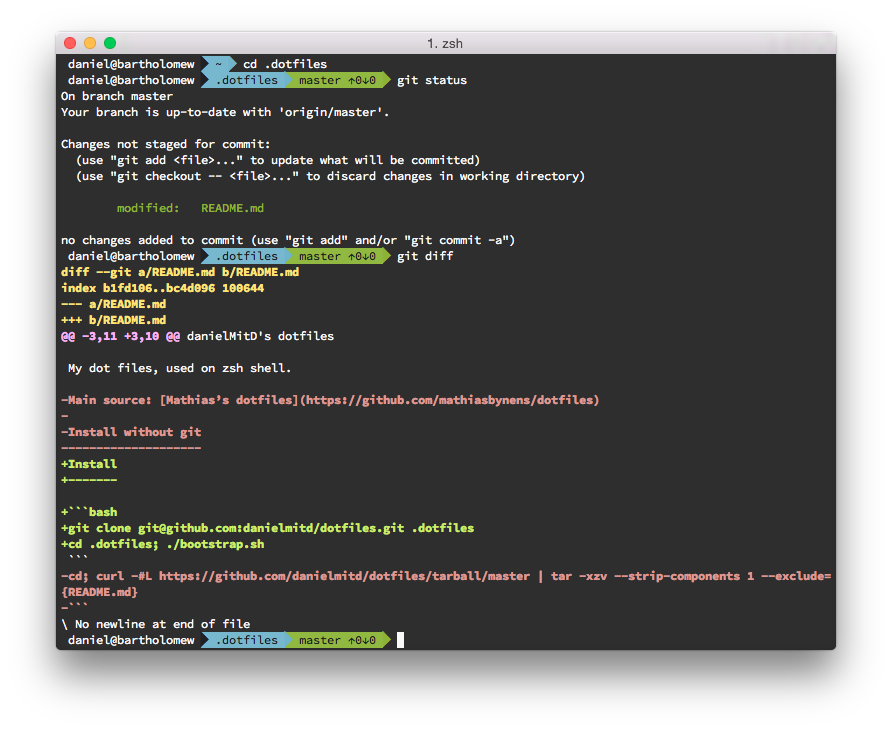 1. zsh
daniel@bartholomew ~ cd .dotfiles
daniel@bartholomew .dotfiles master ↑0↓0 git status
On branch master
Your branch is up-to-date with 'origin/master'.
Changes not staged for commit:
(use "git add <file>..." to update what will be committed)
(use "git checkout -- <file>..." to discard changes in working directory)
modified: README.md
no changes added to commit (use "git add" and/or "git commit -a")
daniel@bartholomew .dotfiles master ↑0↓0 git diff
diff --git a/README.md b/README.md
index b1fd106..bc4d096 100644
--- a/README.md
+++ b/README.md
@@ -3,11 +3,10 @@ danielMitD's dotfiles
My dot files, used on zsh shell.
-Main source: [Mathias’s dotfiles](https://github.com/mathiasbynens/dotfiles)
-
-Install without git
--------------------
+Install
+-------
+```bash
+git clone git@github.com:danielmitd/dotfiles.git .dotfiles
+cd .dotfiles; ./bootstrap.sh
```
-cd; curl -#L https://github.com/danielmitd/dotfiles/tarball/master | tar -xzv --strip-components 1 --exclude=
{README.md}
-```
\ No newline at end of file
daniel@bartholomew .dotfiles master ↑0↓0